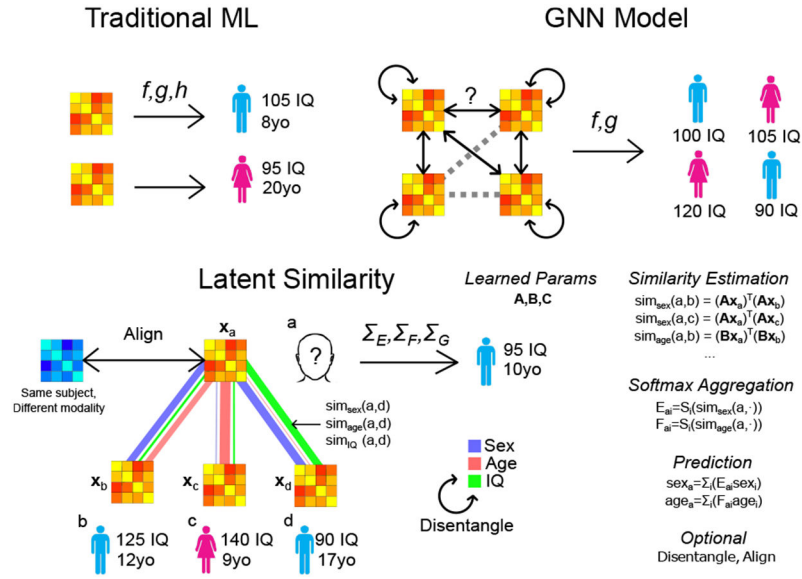 Traditional ML
f,g,h
105 IQ
8yo
95 IQ
20yo
GNN Model
?
f,g
100 IQ
105 IQ
120 IQ
90 IQ
Latent Similarity
Align
Same subject,
Different modality
xₐ
a
?
Σ_E,Σ_F,Σ_G
95 IQ
10yo
sim_sex(a,d)
sim_age(a,d)
sim_IQ (a,d)
x_b
x_c
x_d
b
125 IQ
12yo
c
140 IQ
9yo
d
90 IQ
17yo
Sex
Age
IQ
Disentangle
Learned Params
A,B,C
Similarity Estimation
sim_sex(a,b) = (Ax_a)ᵀ(Ax_b)
sim_sex(a,c) = (Ax_a)ᵀ(Ax_c)
sim_age(a,b) = (Bx_a)ᵀ(Bx_b)
...
Softmax Aggregation
E_ai=S_i(sim_sex(a,·))
F_ai=S_i(sim_age(a,·))
Prediction
sex_a=Σ_i(E_ai sex_i)
age_a=Σ_i(F_ai age_i)
Optional
Disentangle, Align